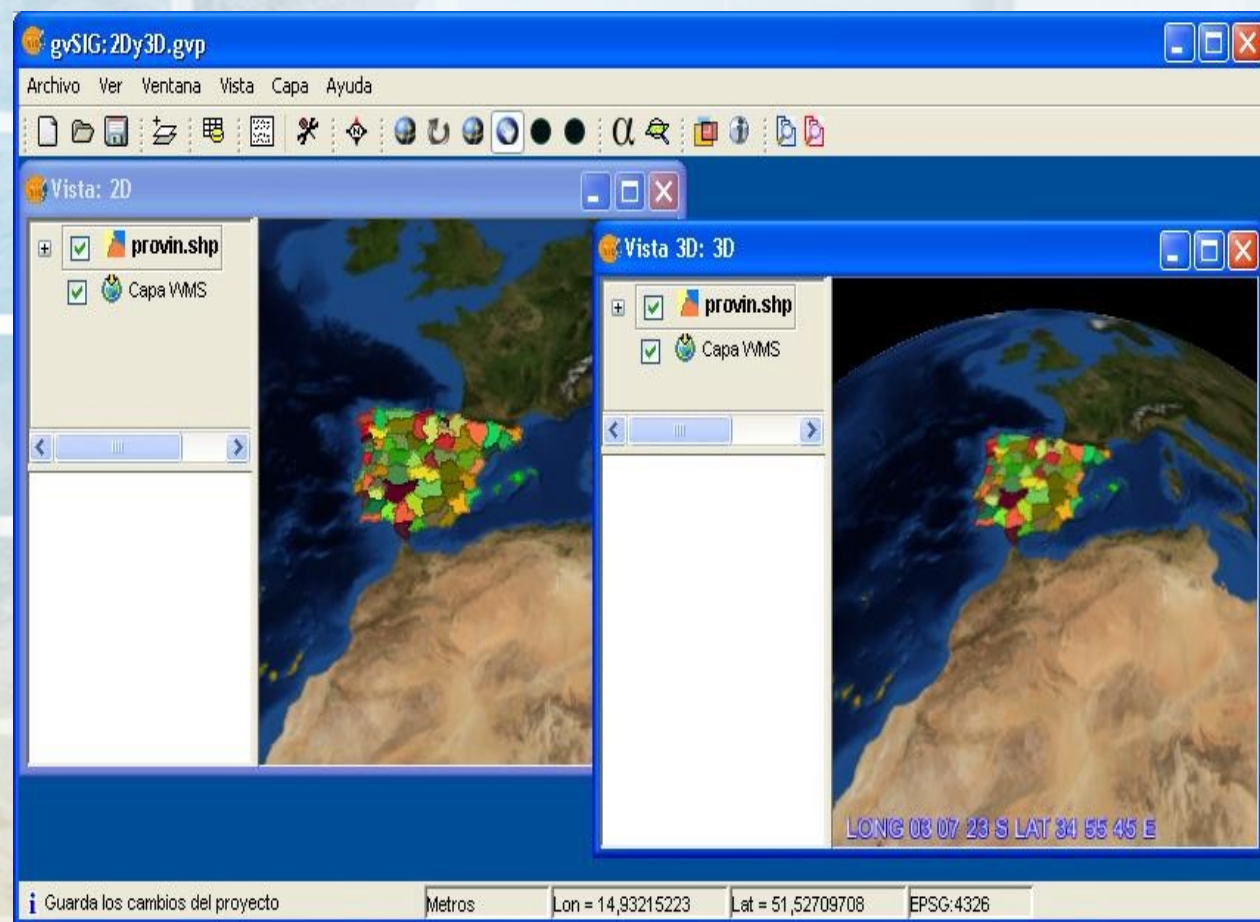 gvSIG: 2Dy3D.gvp
Archivo Ver Ventana Vista Capa Ayuda
Vista: 2D
provin.shp
Capa WMS
Vista 3D: 3D
provin.shp
Capa WMS
LONG 03 07 23 S LAT 34 55 45 E
Guarda los cambios del proyecto
Metros
Lon = 14,93215223
Lat = 51,52709708
EPSG:4326